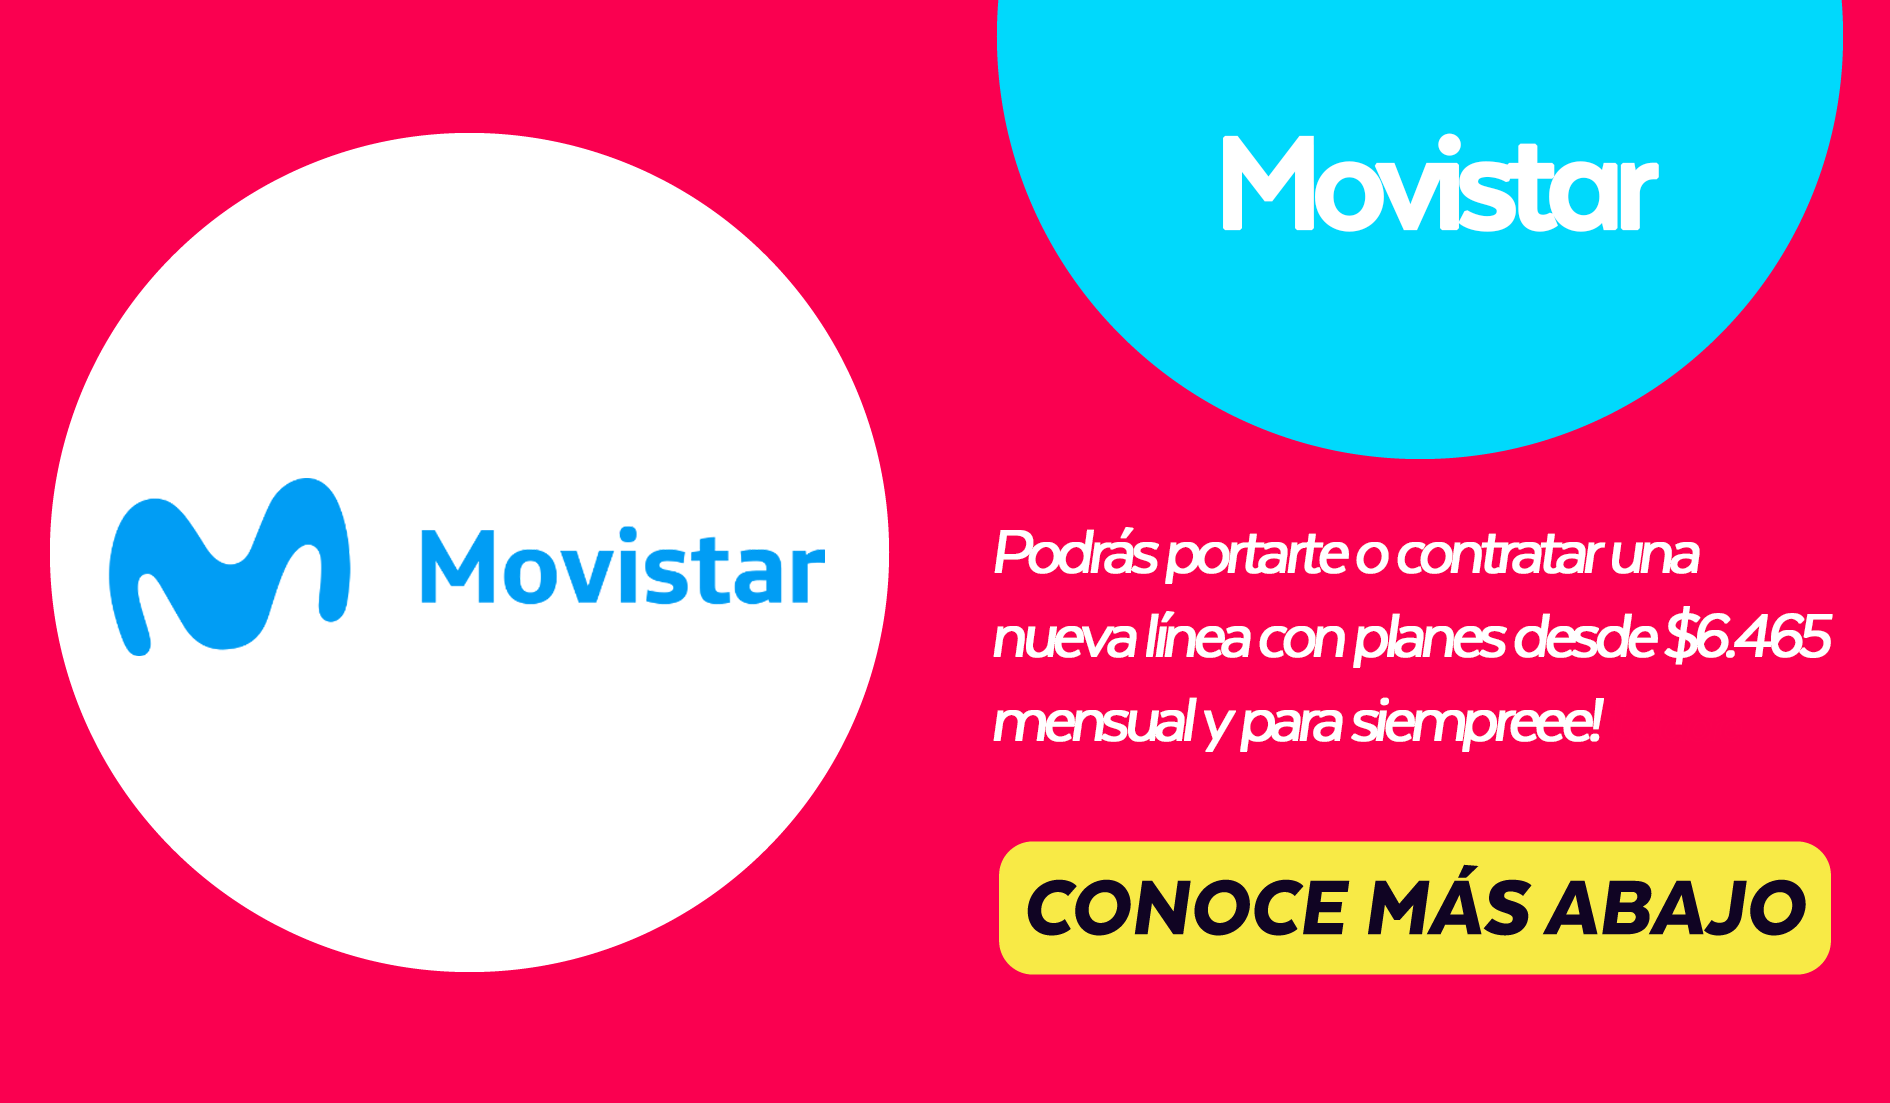 Movistar
Movistar
Podrás portarte o contratar una
nueva línea con planes desde $6.465
mensual y para siempreee!
CONOCE MÁS ABAJO